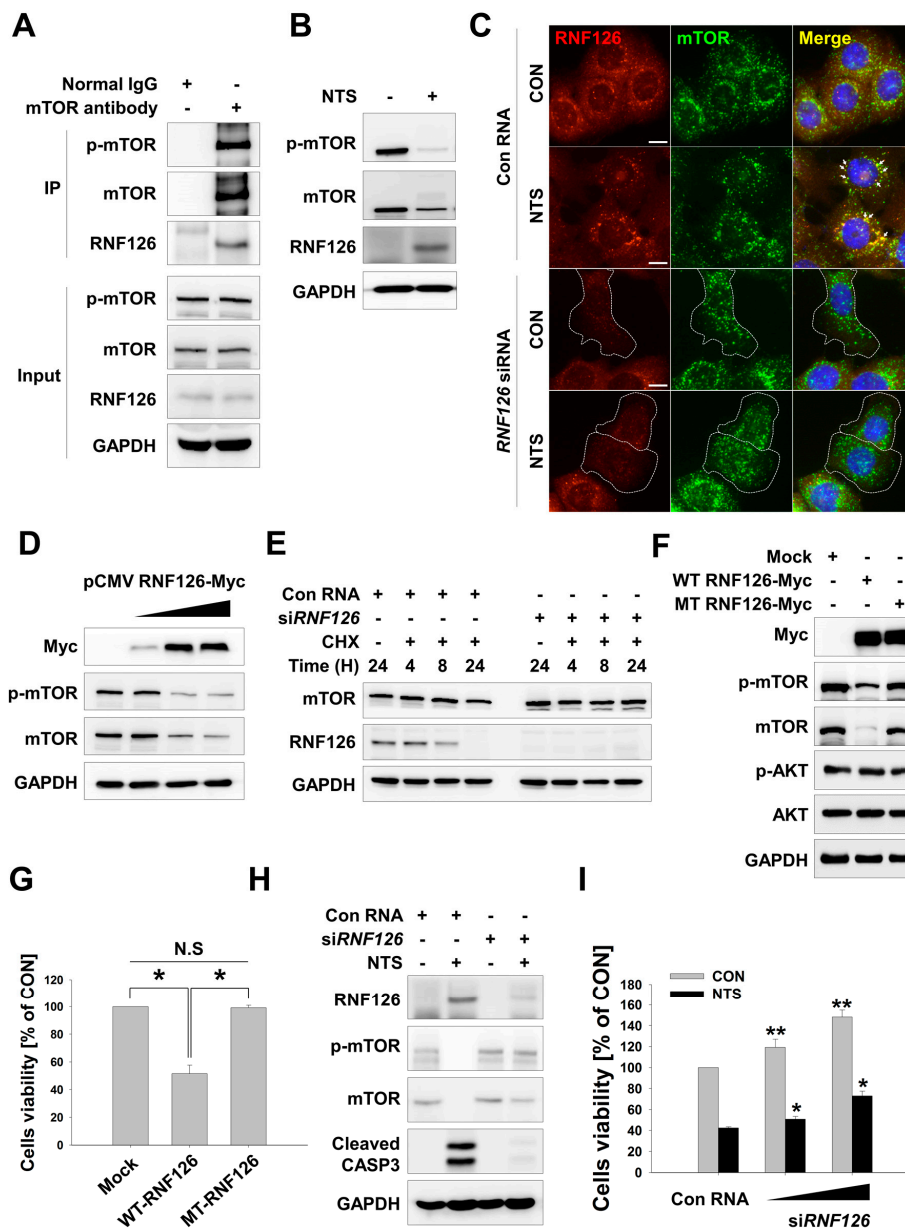 A
Normal IgG + -
mTOR antibody - +
IP
p-mTOR
mTOR
RNF126
Input
p-mTOR
mTOR
RNF126
GAPDH
B
NTS - +
p-mTOR
mTOR
RNF126
GAPDH
C
RNF126 mTOR Merge
Con RNA
CON
NTS
RNF126 siRNA
CON
NTS
D
pCMV RNF126-Myc
Myc
p-mTOR
mTOR
GAPDH
E
Con RNA + + + + - - - -
siRNF126 - - - - + + + +
CHX - + + + - + + +
Time (H) 24 4 8 24 24 4 8 24
mTOR
RNF126
GAPDH
F
Mock + - -
WT RNF126-Myc - + -
MT RNF126-Myc - - +
Myc
p-mTOR
mTOR
p-AKT
AKT
GAPDH
G
Cells viability [% of CON]
N.S
* *
120
100
80
60
40
20
0
Mock
WT-RNF126
MT-RNF126
H
Con RNA + + - -
siRNF126 - - + +
NTS - + - +
RNF126
p-mTOR
mTOR
Cleaved
CASP3
GAPDH
I
Cells viability [% of CON]
CON
NTS
180
160
140
120
100
80
60
40
20
0
** **
* *
Con RNA
siRNF126